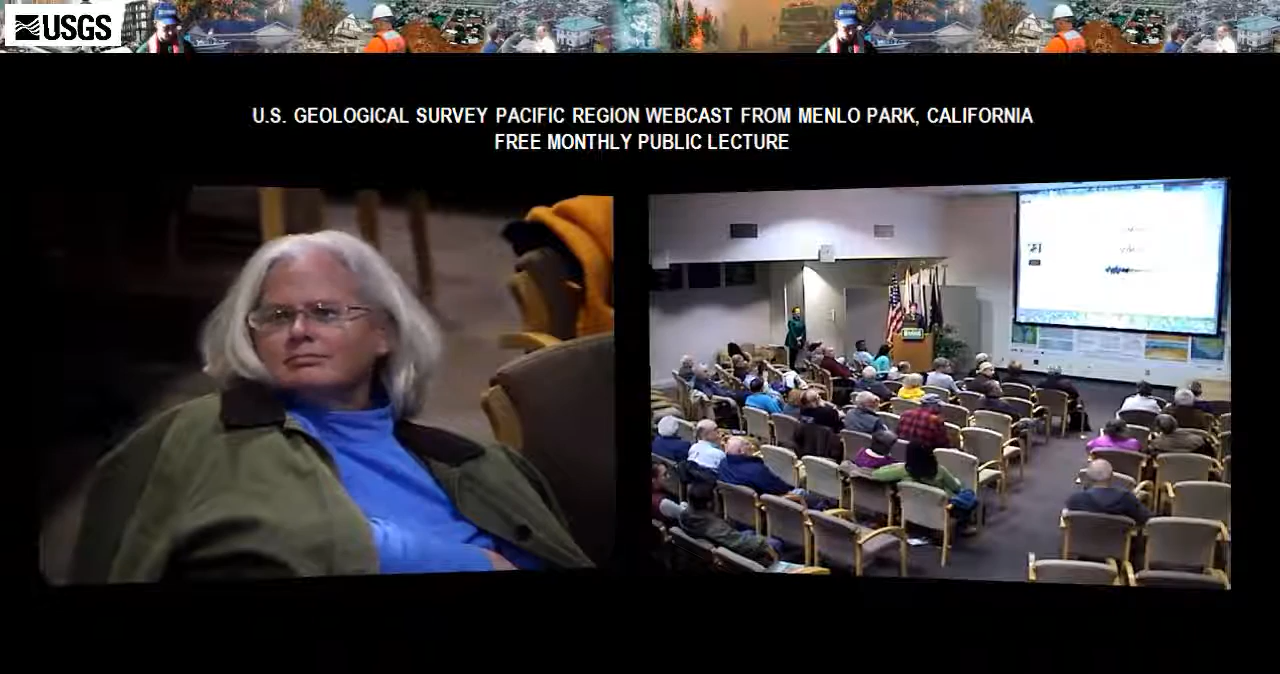 USGS
U.S. GEOLOGICAL SURVEY PACIFIC REGION WEBCAST FROM MENLO PARK, CALIFORNIA
FREE MONTHLY PUBLIC LECTURE